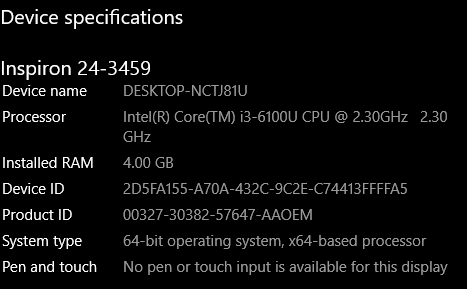 Device specifications
Inspiron 24-3459
Device name DESKTOP-NCTJ81U
Processor Intel(R) Core(TM) i3-6100U CPU @ 2.30GHz 2.30
GHz
Installed RAM 4.00 GB
Device ID 2D5FA155-A70A-432C-9C2E-C74413FFFFA5
Product ID 00327-30382-57647-AAOEM
System type 64-bit operating system, x64-based processor
Pen and touch No pen or touch input is available for this display